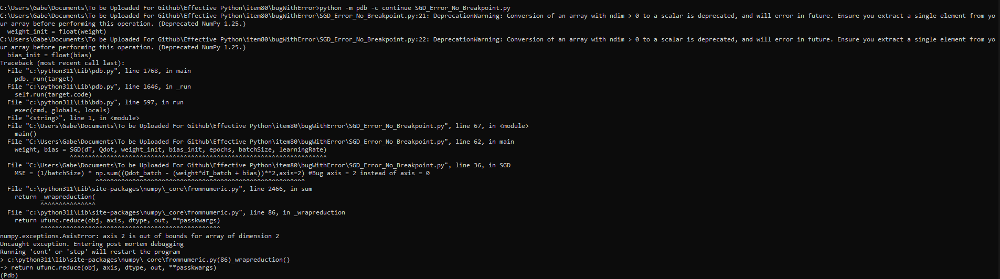 C:\Users\Gabe\Documents\To be Uploaded For Github\Effective Python\item80\bugWithError>python -m pdb -c continue SGD_Error_No_Breakpoint.py
C:\Users\Gabe\Documents\To be Uploaded For Github\Effective Python\item80\bugWithError\SGD_Error_No_Breakpoint.py:21: DeprecationWarning: Conversion of an array with ndim > 0 to a scalar is deprecated, and will error in future. Ensure you extract a single element from yo
ur array before performing this operation. (Deprecated NumPy 1.25.)
  weight_init = float(weight)
C:\Users\Gabe\Documents\To be Uploaded For Github\Effective Python\item80\bugWithError\SGD_Error_No_Breakpoint.py:22: DeprecationWarning: Conversion of an array with ndim > 0 to a scalar is deprecated, and will error in future. Ensure you extract a single element from yo
ur array before performing this operation. (Deprecated NumPy 1.25.)
  bias_init = float(bias)
Traceback (most recent call last):
  File "c:\python311\Lib\pdb.py", line 1768, in main
    pdb._run(target)
  File "c:\python311\Lib\pdb.py", line 1646, in _run
    self.run(target.code)
  File "c:\python311\Lib\bdb.py", line 597, in run
    exec(cmd, globals, locals)
  File "<string>", line 1, in <module>
  File "C:\Users\Gabe\Documents\To be Uploaded For Github\Effective Python\item80\bugWithError\SGD_Error_No_Breakpoint.py", line 67, in <module>
    main()
  File "C:\Users\Gabe\Documents\To be Uploaded For Github\Effective Python\item80\bugWithError\SGD_Error_No_Breakpoint.py", line 62, in main
    weight, bias = SGD(dT, Qdot, weight_init, bias_init, epochs, batchSize, learningRate)
                   ^^^^^^^^^^^^^^^^^^^^^^^^^^^^^^^^^^^^^^^^^^^^^^^^^^^^^^^^^^^^^^^^^^^^^^
  File "C:\Users\Gabe\Documents\To be Uploaded For Github\Effective Python\item80\bugWithError\SGD_Error_No_Breakpoint.py", line 36, in SGD
    MSE = (1/batchSize) * np.sum((Qdot_batch - (weight*dT_batch + bias))**2,axis=2) #Bug axis = 2 instead of axis = 0
                          ^^^^^^^^^^^^^^^^^^^^^^^^^^^^^^^^^^^^^^^^^^^^^^^^^^^^^^^^^
  File "c:\python311\Lib\site-packages\numpy\_core\fromnumeric.py", line 2466, in sum
    return _wrapreduction(
           ^^^^^^^^^^^^^^^
  File "c:\python311\Lib\site-packages\numpy\_core\fromnumeric.py", line 86, in _wrapreduction
    return ufunc.reduce(obj, axis, dtype, out, **passkwargs)
           ^^^^^^^^^^^^^^^^^^^^^^^^^^^^^^^^^^^^^^^^^^^^^^^^^
numpy.exceptions.AxisError: axis 2 is out of bounds for array of dimension 2
Uncaught exception. Entering post mortem debugging
Running 'cont' or 'step' will restart the program
> c:\python311\lib\site-packages\numpy\_core\fromnumeric.py(86)_wrapreduction()
-> return ufunc.reduce(obj, axis, dtype, out, **passkwargs)
(Pdb)